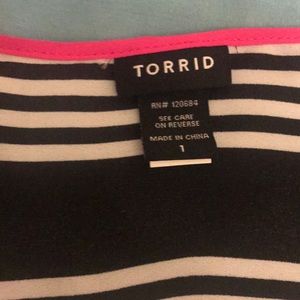 TORRID
RN# 120684
SEE CARE
ON REVERSE
MADE IN CHINA
1